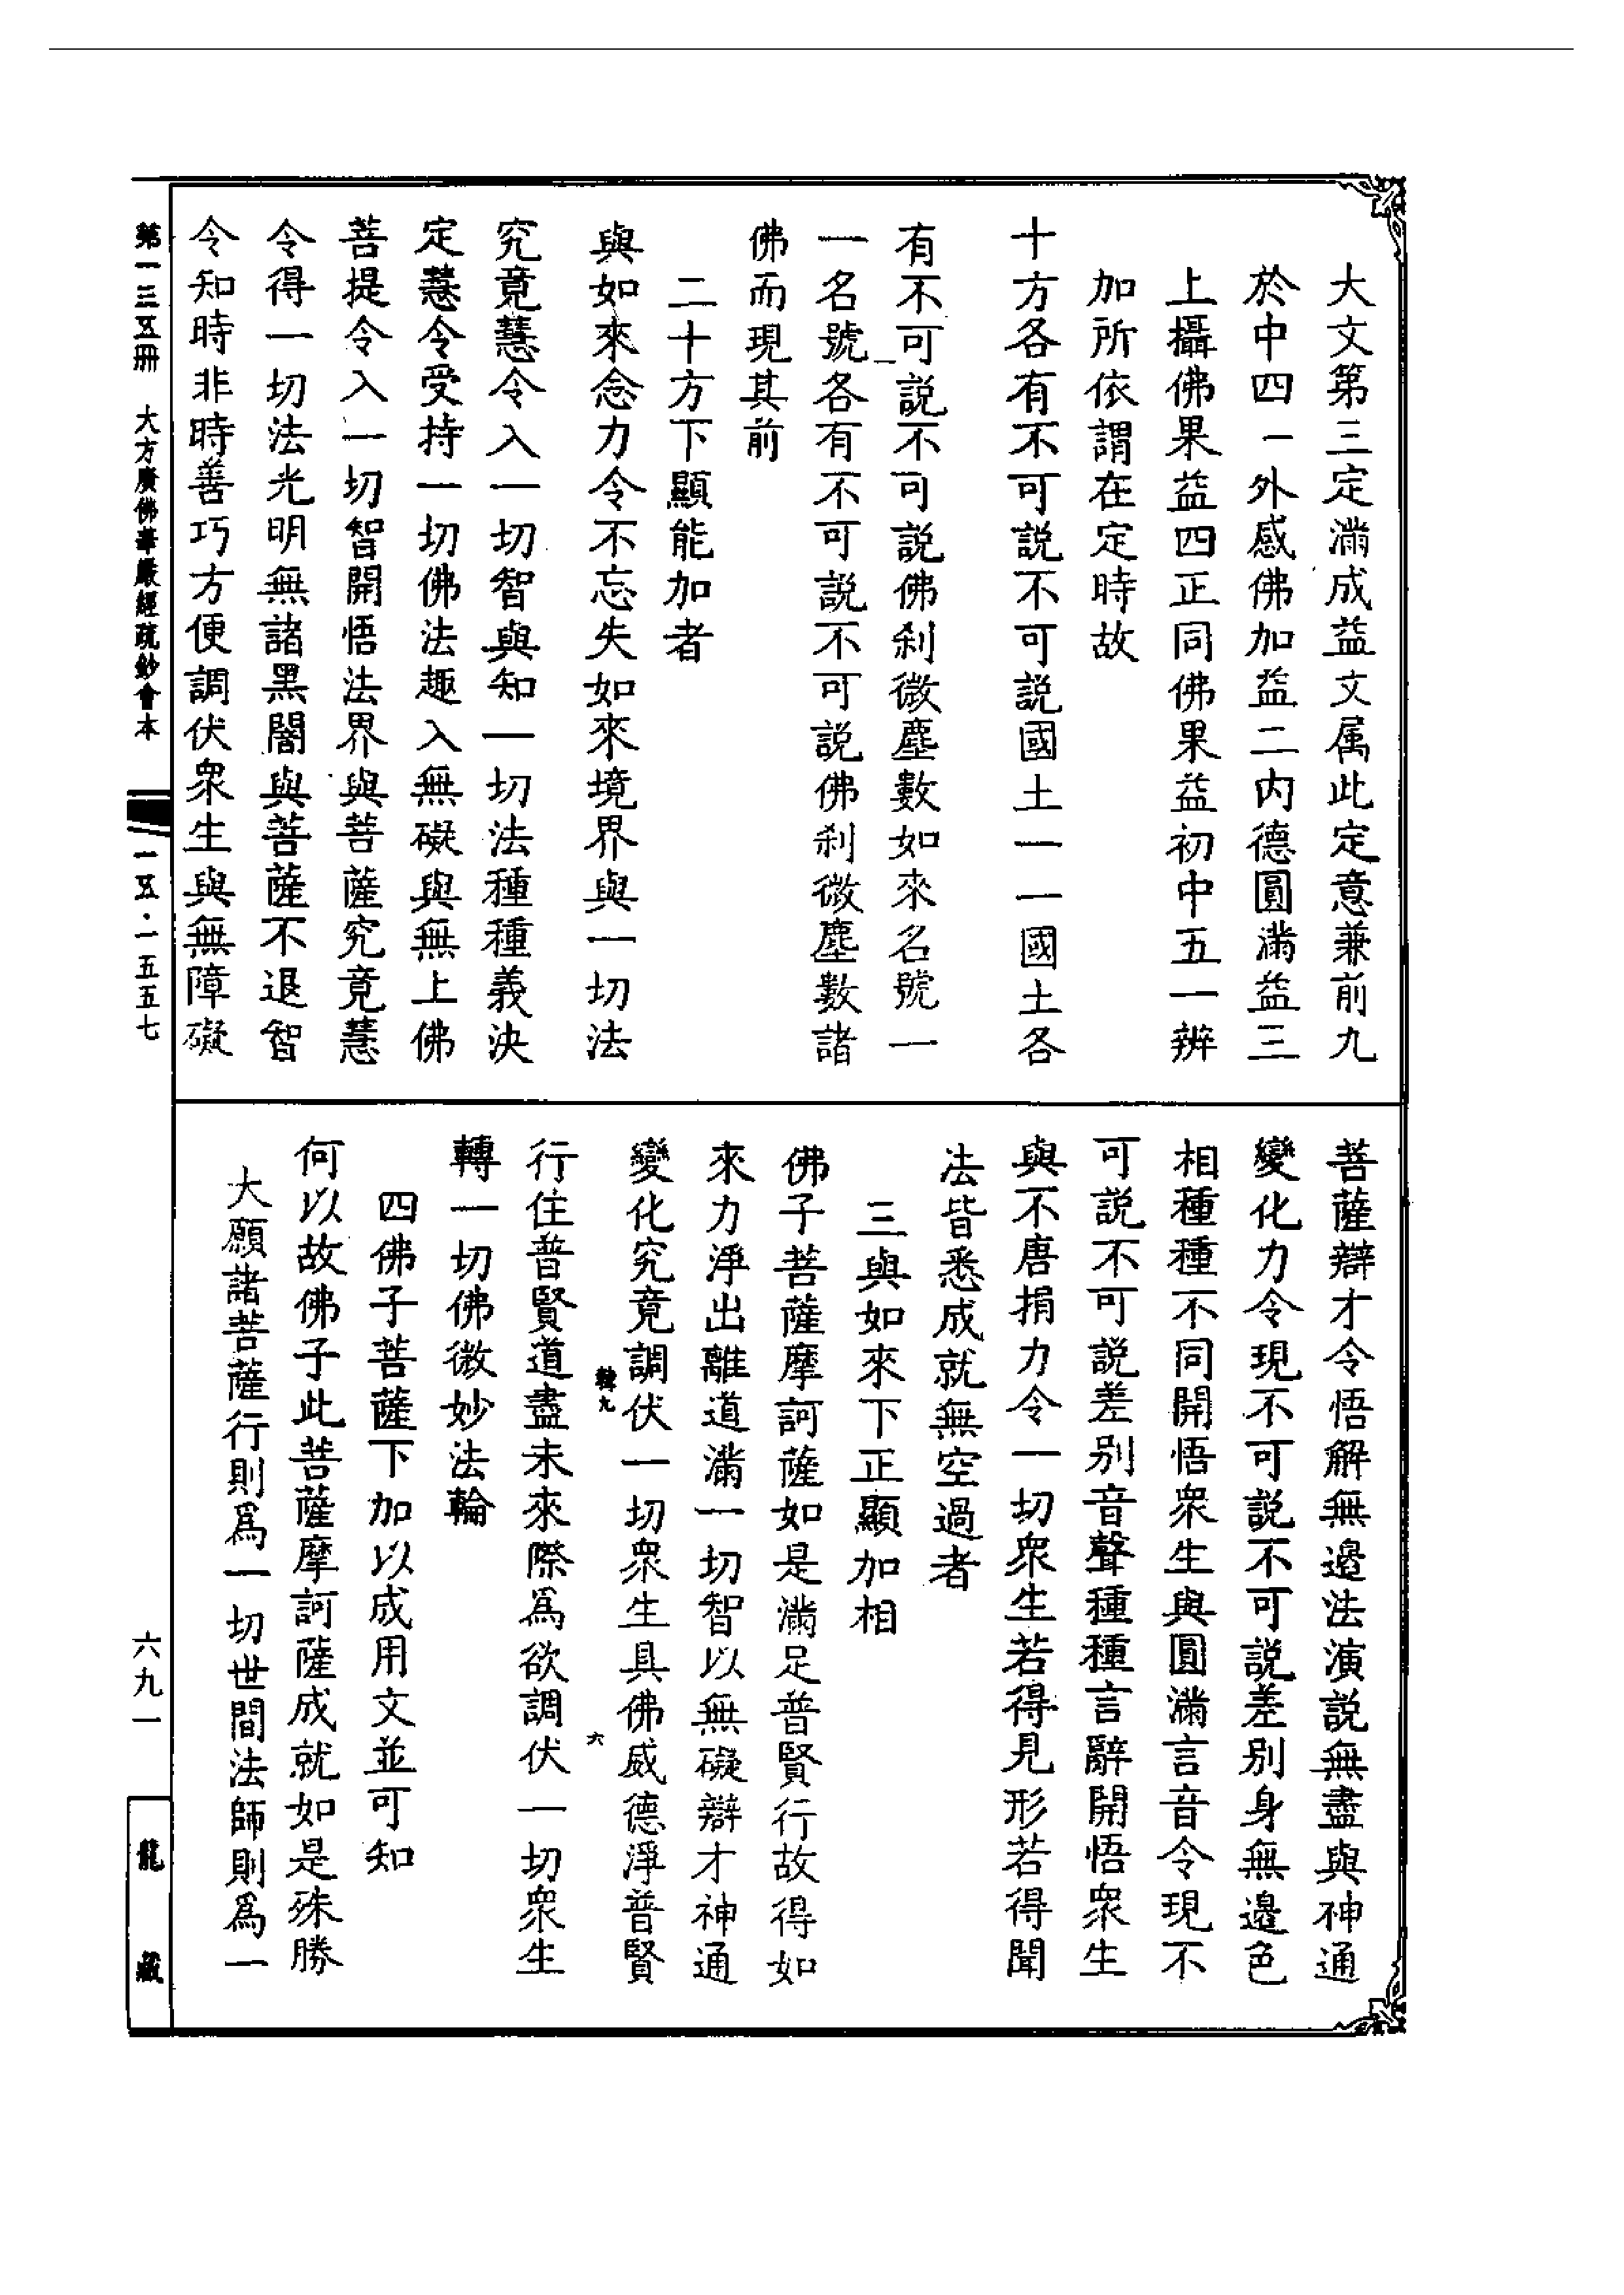 大文第三定滿成益文属此定意兼前九
於中四一外感佛加益二内德圓滿益三
上攝佛果益四正同佛果益初中五一辨
加所依謂在定時故
十方各有不可説不可説國土一一國土各
有不可説不可説佛刹微塵數如來名號一
一名號各有不可説不可説佛刹微塵數諸
佛而現其前
二十方下顯能加者
與如來念力令不忘失如來境界與一切法
究竟慧令入一切智與知一切法種種義決
定慧令受持一切佛法趣入無礙與無上佛
菩提令入一切智開悟法界與菩薩究竟慧
令得一切法光明無諸黑闇與菩薩不退智
令知時非時善巧方便調伏衆生與無障礙
菩薩辯才令悟解無邊法演説無盡與神通
變化力令現不可説不可説差别身無邊色
相種種不同開悟衆生與圓滿言音令現不
可説不可説差别音聲種種言辭開悟衆生
與不唐捐力令一切衆生若得見形若得聞
法皆悉成就無空過者
三與如來下正顯加相
佛子菩薩摩訶薩如是滿足普賢行故得如
來力淨出離道滿一切智以無礙辯才神通
變化究竟調伏一切衆生具佛威德淨普賢
九 六
行住普賢道盡未來際爲欲調伏一切衆生
轉一切佛微妙法輪
四佛子菩薩下加以成用文並可知
何以故佛子此菩薩摩訶薩成就如是殊勝
大願諸菩薩行則爲一切世間法師則爲一
第一三五冊 大方廣佛華嚴經疏鈔會本 一五·一五五七
六九一
龍藏